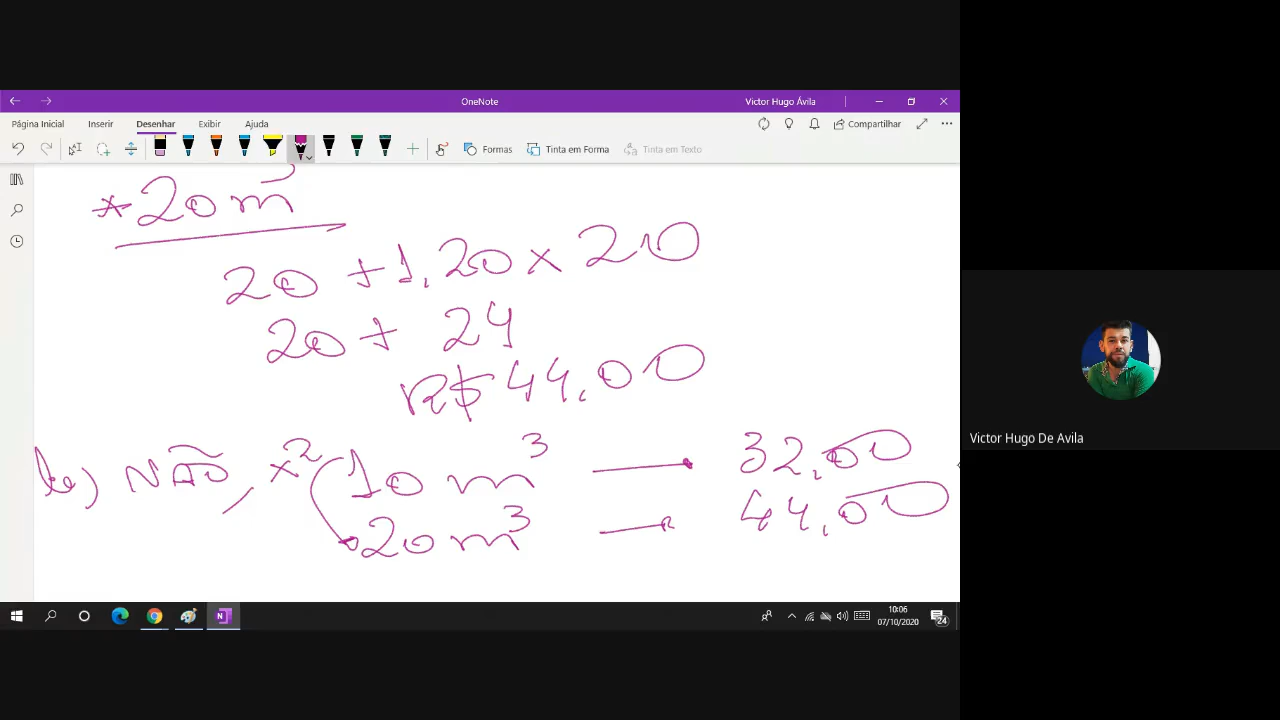 OneNote
Victor Hugo Ávila
Página Inicial Inserir Desenhar Exibir Ajuda
Compartilhar
Formas Tinta em Forma Tinta em Texto
* 20 m³
20 + 1,20 x 20
20 + 24
R$ 44,00
b) NÃO, x2 10 m³ → 32,00
20 m³ → 44,00
Victor Hugo De Avila
10:06
07/10/2020
24